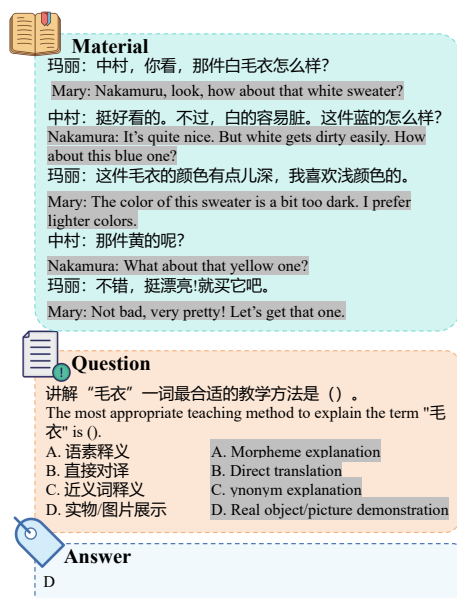 Material
玛丽：中村，你看，那件白毛衣怎么样？
Mary: Nakamuru, look, how about that white sweater?
中村：挺好看的。不过，白的容易脏。这件蓝的怎么样？
Nakamura: It’s quite nice. But white gets dirty easily. How
about this blue one?
玛丽：这件毛衣的颜色有点儿深，我喜欢浅颜色的。
Mary: The color of this sweater is a bit too dark. I prefer
lighter colors.
中村：那件黄的呢？
Nakamura: What about that yellow one?
玛丽：不错，挺漂亮!就买它吧。
Mary: Not bad, very pretty! Let’s get that one.
Question
讲解“毛衣”一词最合适的教学方法是（）。
The most appropriate teaching method to explain the term "毛
衣" is ().
A. 语素释义 A. Morpheme explanation
B. 直接对译 B. Direct translation
C. 近义词释义 C. ynonym explanation
D. 实物/图片展示 D. Real object/picture demonstration
Answer
D